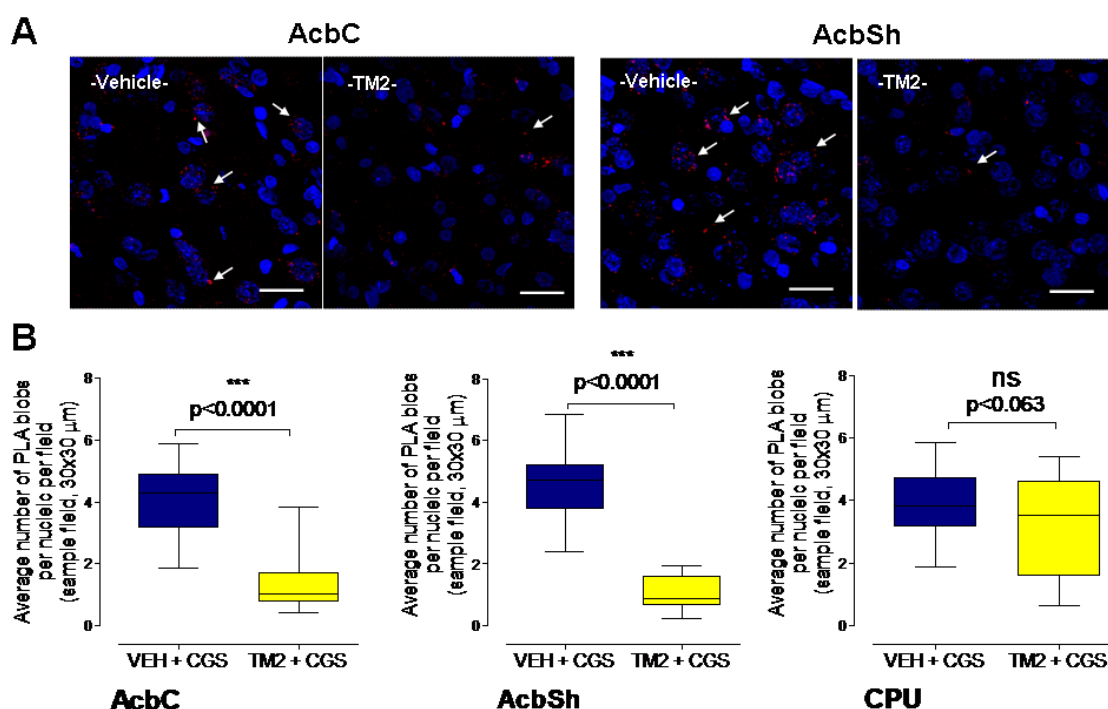 A
AcbC
AcbSh
-Vehicle-
-TM2-
-Vehicle-
-TM2-
B
Average number of PLA blobs
per nucleic per field
(sample field, 30x30 µm)
8
6
4
2
0
***
p<0.0001
VEH + CGS
TM2 + CGS
AcbC
Average number of PLA blobs
per nucleic per field
(sample field, 30x30 µm)
8
6
4
2
0
***
p<0.0001
VEH + CGS
TM2 + CGS
AcbSh
Average number of PLA blobs
per nucleic per field
(sample field, 30x30 µm)
8
6
4
2
0
ns
p<0.063
VEH + CGS
TM2 + CGS
CPU